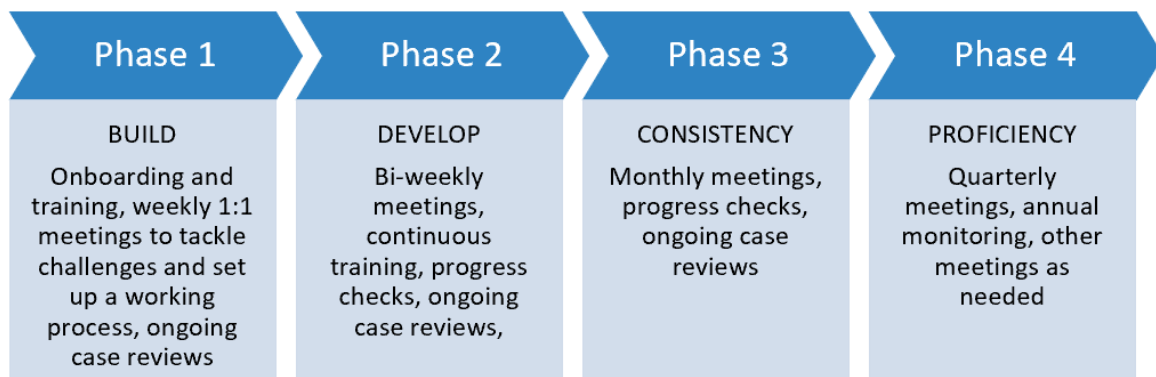 Phase 1
BUILD
Onboarding and
training, weekly 1:1
meetings to tackle
challenges and set
up a working
process, ongoing
case reviews
Phase 2
DEVELOP
Bi-weekly
meetings,
continuous
training, progress
checks, ongoing
case reviews,
Phase 3
CONSISTENCY
Monthly meetings,
progress checks,
ongoing case
reviews
Phase 4
PROFICIENCY
Quarterly
meetings, annual
monitoring, other
meetings as
needed